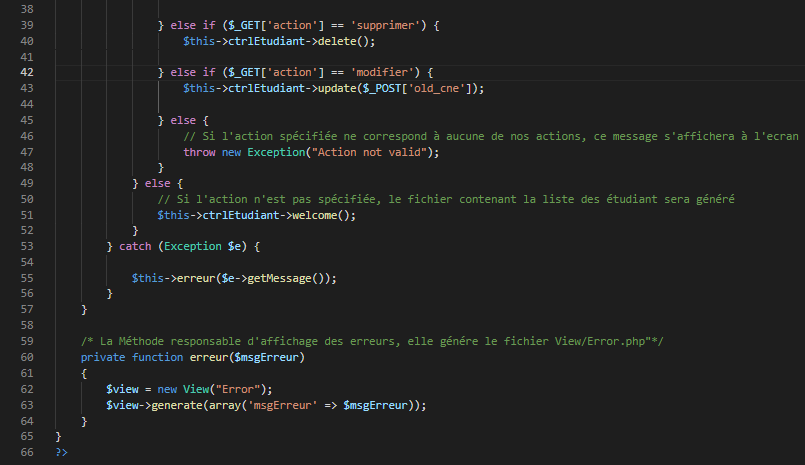 38
39 } else if ($_GET['action'] == 'supprimer') {
40 $this->ctrlEtudiant->delete();
41
42 } else if ($_GET['action'] == 'modifier') {
43 $this->ctrlEtudiant->update($_POST['old_cne']);
44
45 } else {
46 // Si l'action spécifiée ne correspond à aucune de nos actions, ce message s'affichera à l'ecran
47 throw new Exception("Action not valid");
48 }
49 } else {
50 // Si l'action n'est pas spécifiée, le fichier contenant la liste des étudiant sera généré
51 $this->ctrlEtudiant->welcome();
52 }
53 } catch (Exception $e) {
54
55 $this->erreur($e->getMessage());
56 }
57 }
58
59 /* La Méthode responsable d'affichage des erreurs, elle génére le fichier View/Error.php"*/
60 private function erreur($msgErreur)
61 {
62 $view = new View("Error");
63 $view->generate(array('msgErreur' => $msgErreur));
64 }
65 }
66 ?>